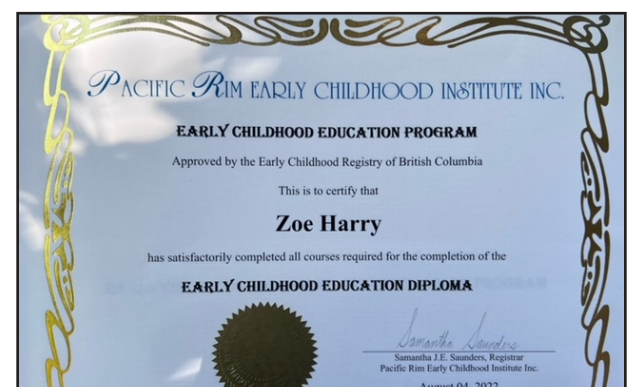 PACIFIC RIM EARLY CHILDHOOD INSTITUTE INC.
EARLY CHILDHOOD EDUCATION PROGRAM
Approved by the Early Childhood Registry of British Columbia
This is to certify that
Zoe Harry
has satisfactorily completed all courses required for the completion of the
EARLY CHILDHOOD EDUCATION DIPLOMA
Samantha Saunders
Samantha J.E. Saunders, Registrar
Pacific Rim Early Childhood Institute Inc.
August 04, 2022